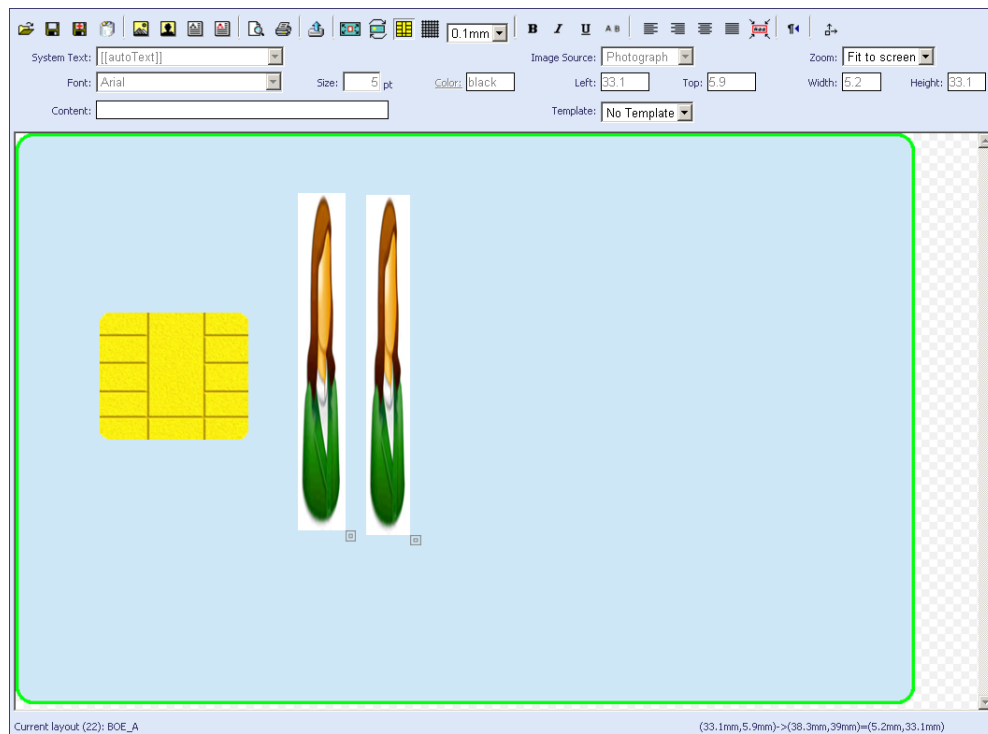 0.1mm B I U A B
System Text: [[autoText]] Image Source: Photograph Zoom: Fit to screen
Font: Arial Size: 5 pt Color: black Left: 33.1 Top: 5.9 Width: 5.2 Height: 33.1
Content: Template: No Template
Current layout (22): BOE_A (33.1mm,5.9mm)->(38.3mm,39mm)=(5.2mm,33.1mm)